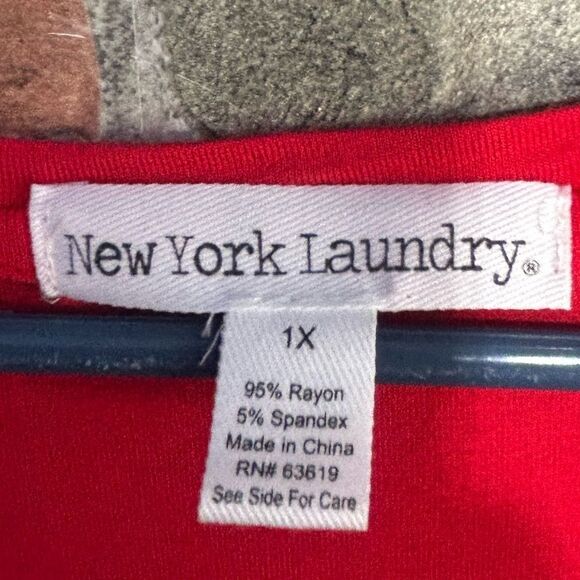 New York Laundry®
1X
95% Rayon
5% Spandex
Made in China
RN# 63619
See Side For Care